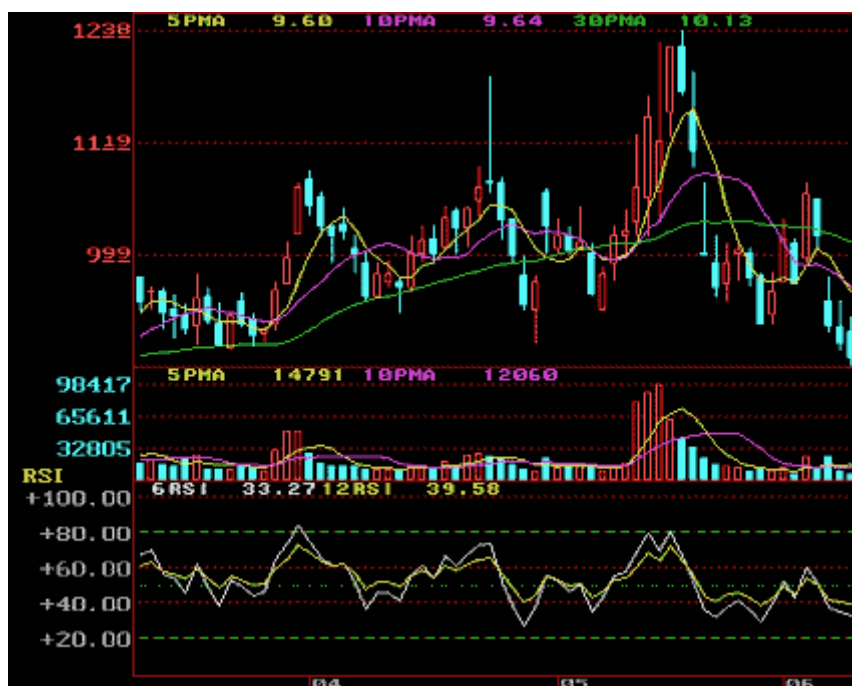 5PMA 9.60 10PMA 9.64 30PMA 10.13
1238
1119
999
5PMA 14791 10PMA 12060
98417
65611
32805
RSI
6RSI 33.27 12RSI 39.58
+100.00
+80.00
+60.00
+40.00
+20.00
04 05 06